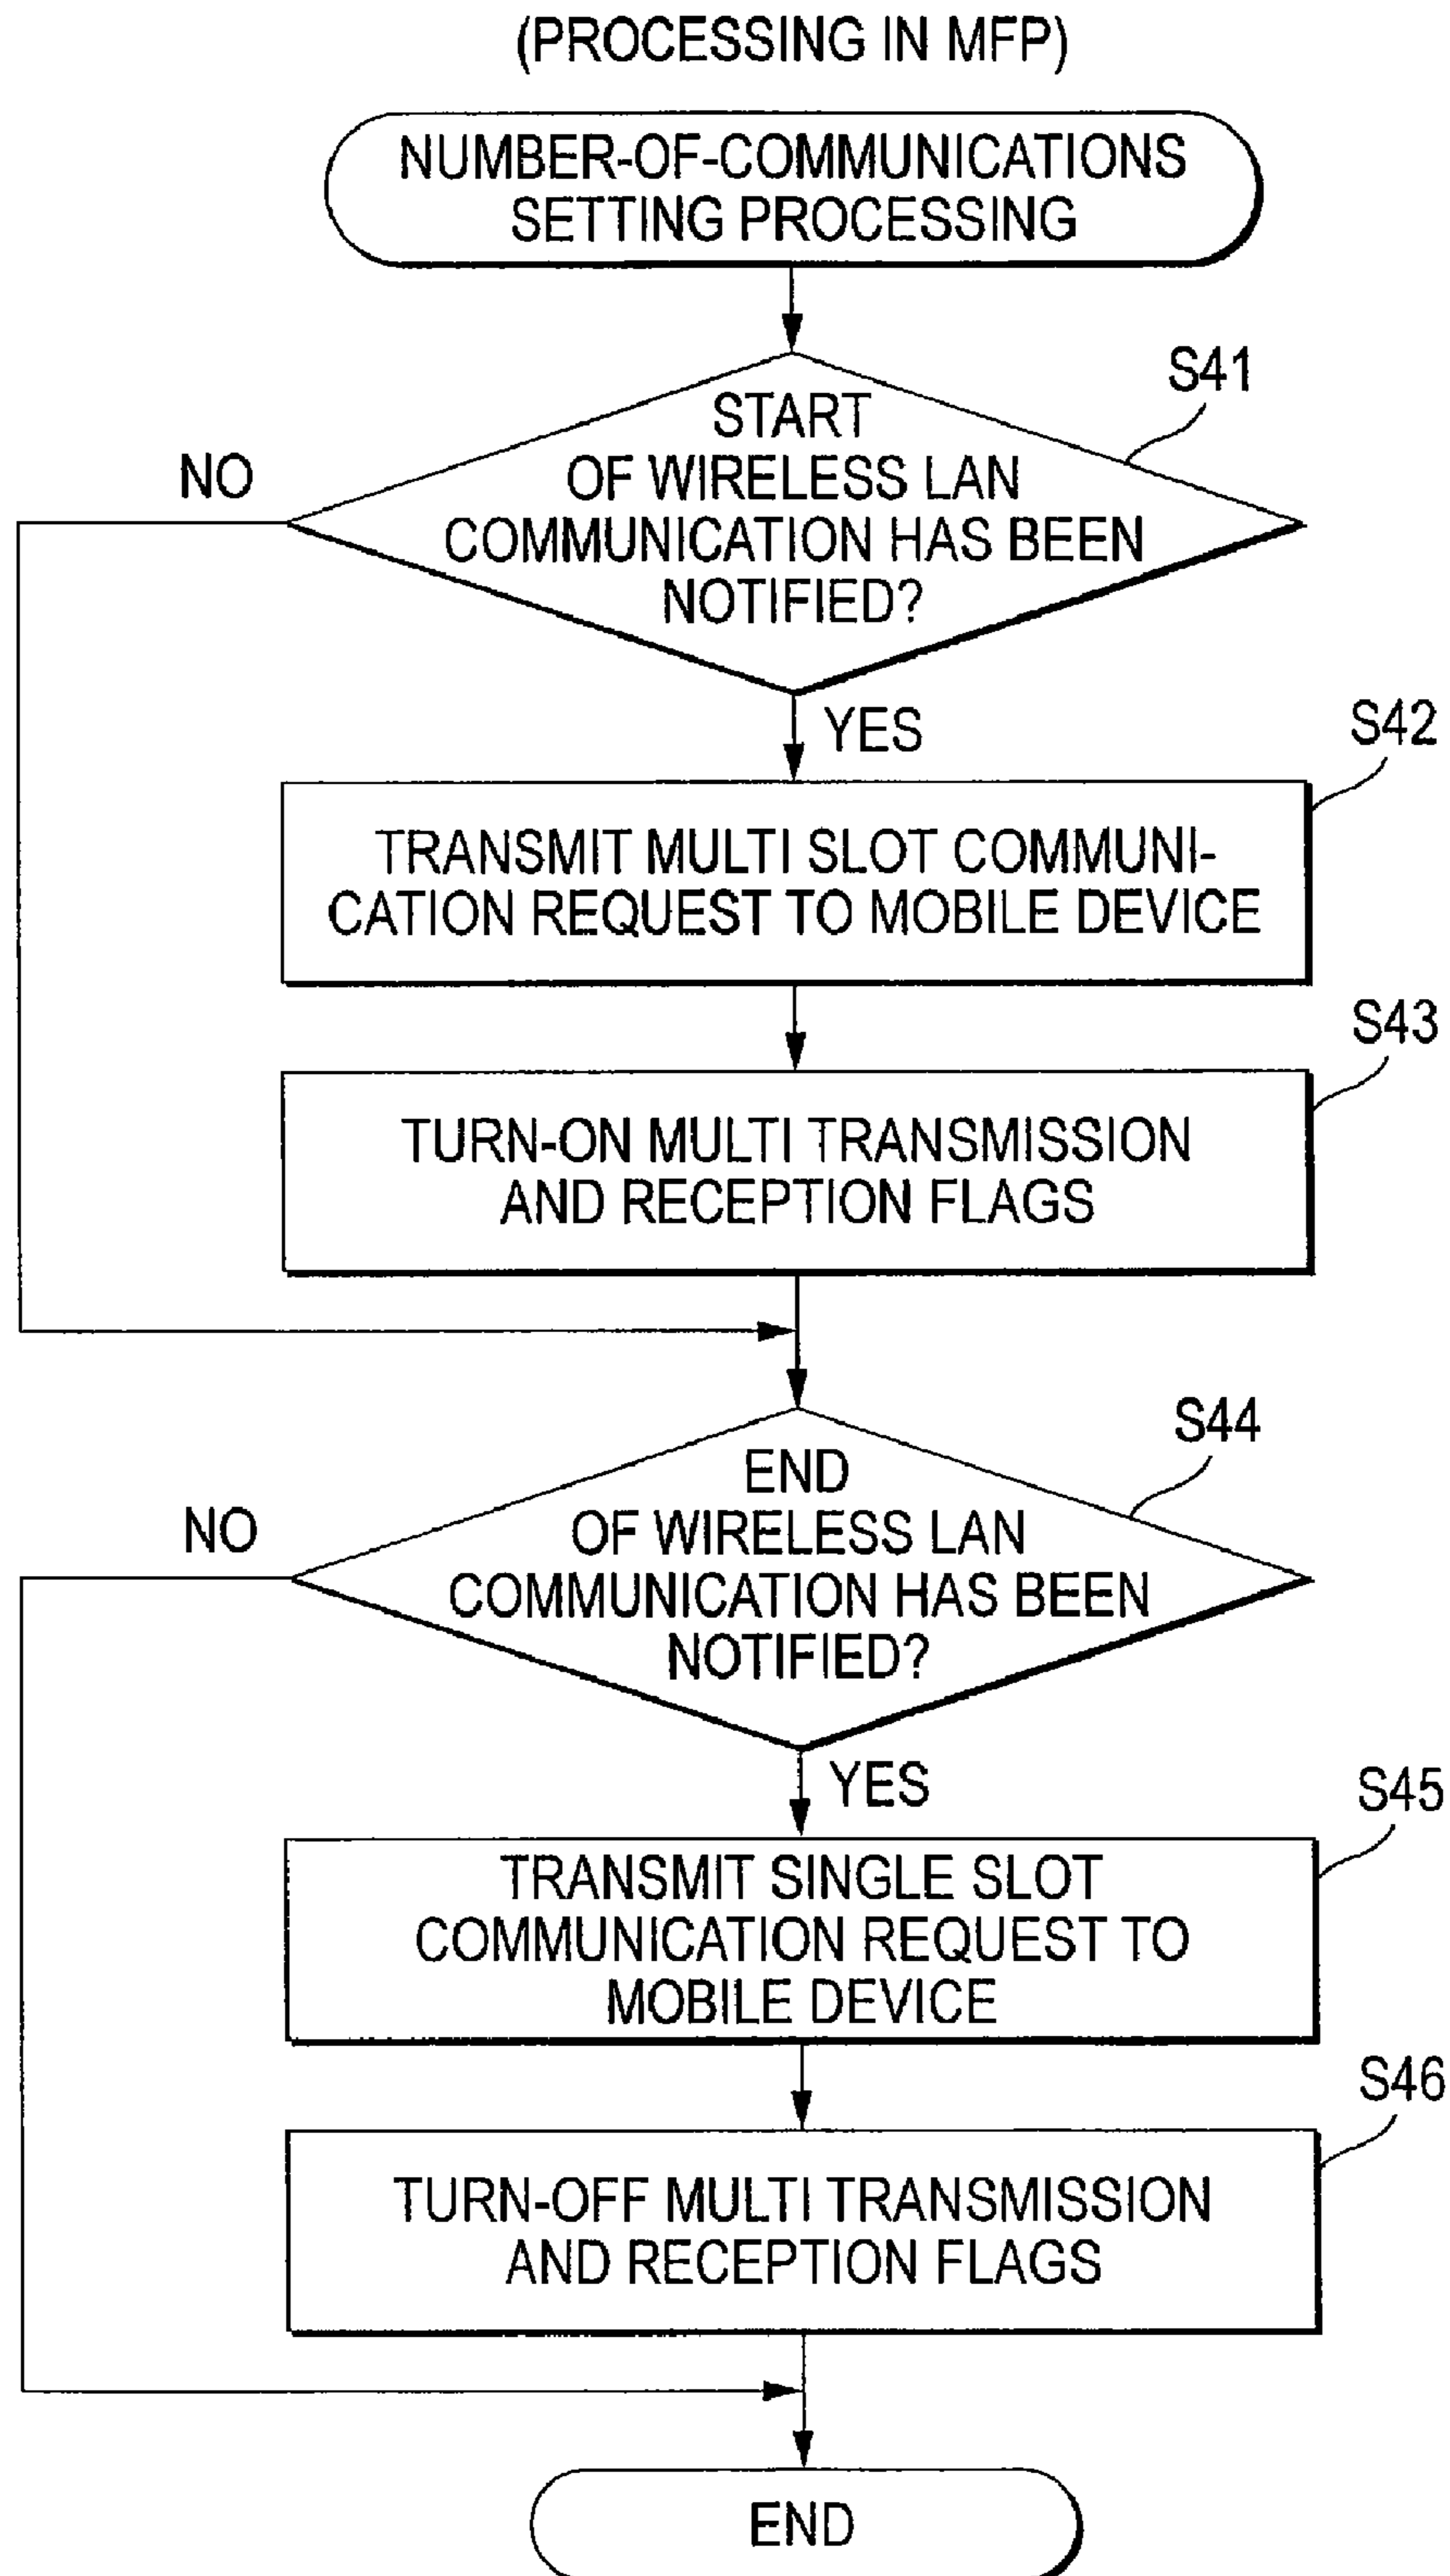 (PROCESSING IN MFP)
NUMBER-OF-COMMUNICATIONS
SETTING PROCESSING
S41
START
OF WIRELESS LAN
COMMUNICATION HAS BEEN
NOTIFIED?
NO
YES
S42
TRANSMIT MULTI SLOT COMMUNI-
CATION REQUEST TO MOBILE DEVICE
S43
TURN-ON MULTI TRANSMISSION
AND RECEPTION FLAGS
S44
END
OF WIRELESS LAN
COMMUNICATION HAS BEEN
NOTIFIED?
NO
YES
S45
TRANSMIT SINGLE SLOT
COMMUNICATION REQUEST TO
MOBILE DEVICE
S46
TURN-OFF MULTI TRANSMISSION
AND RECEPTION FLAGS
END